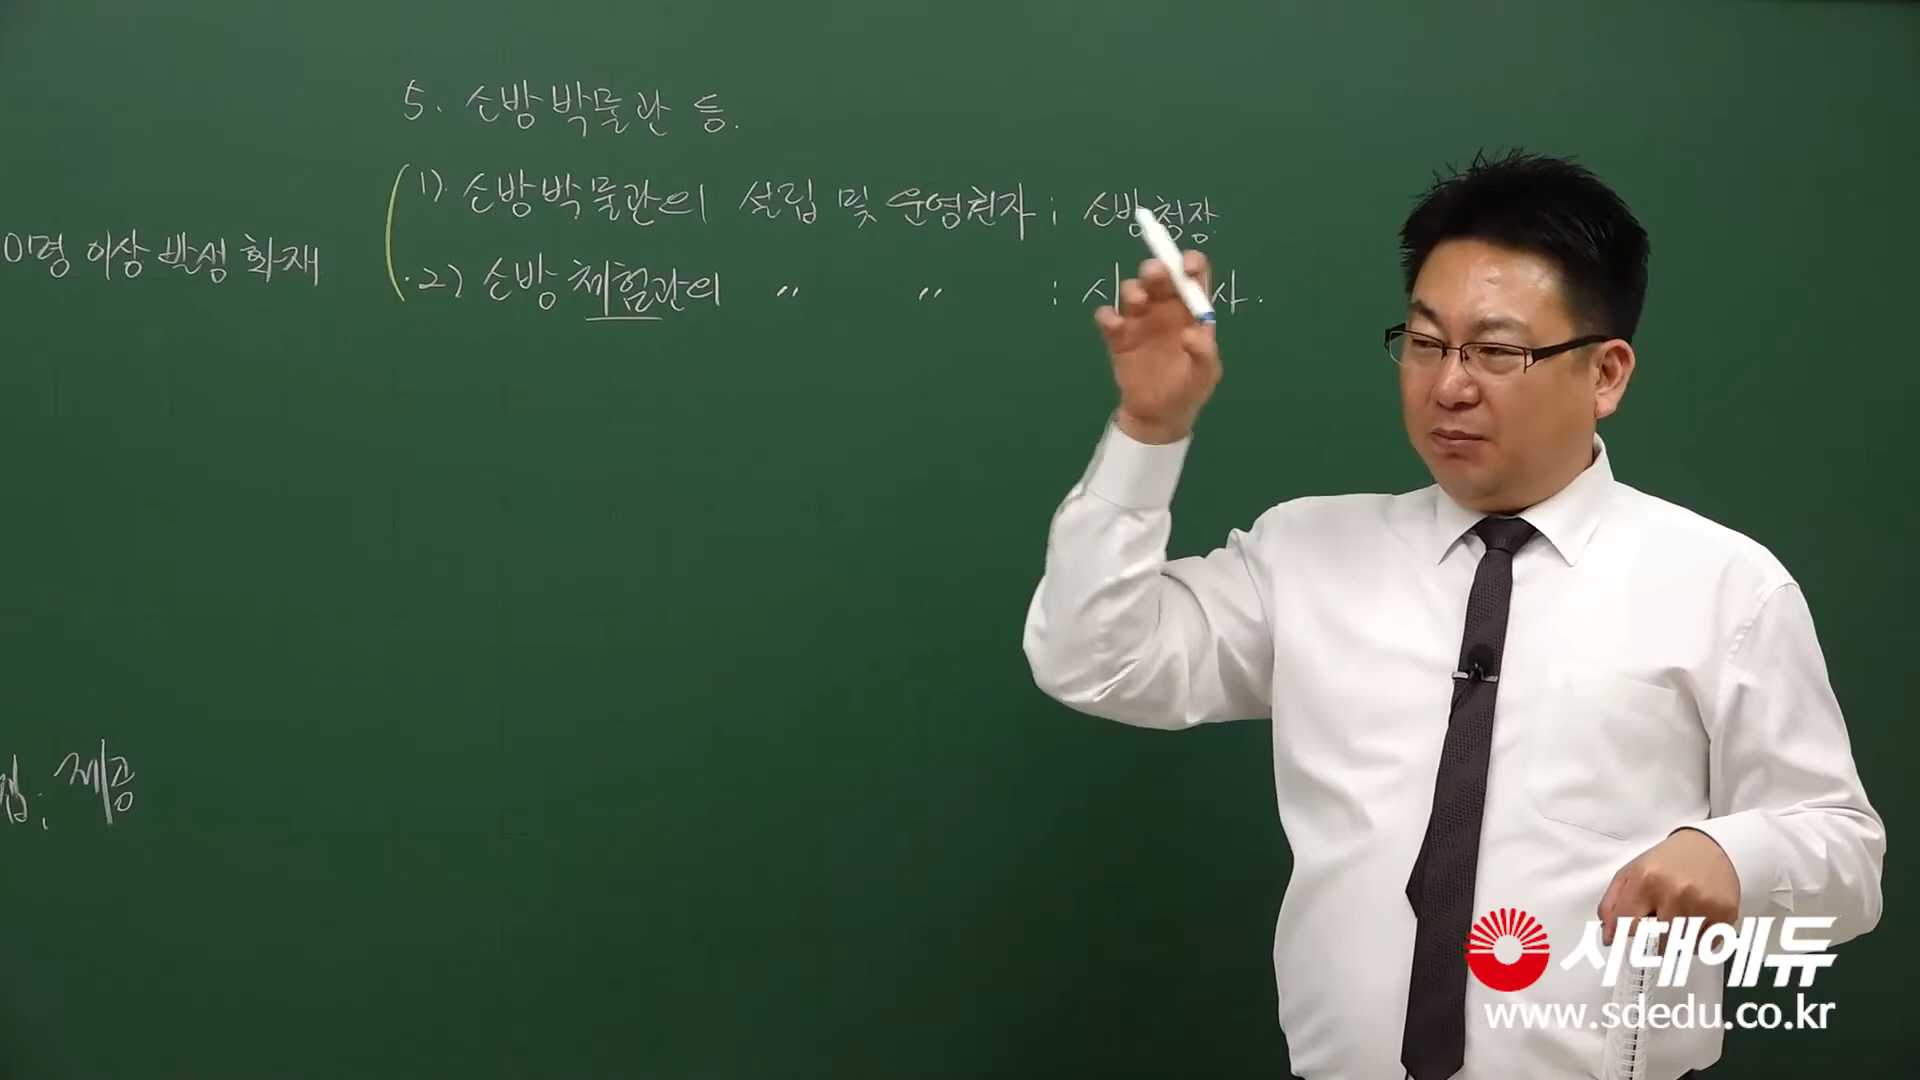 5. 소방박물관 등.
1). 소방박물관의 설립 및 운영권자 ; 소방청장
2) 소방체험관의 〃 〃 : 시 사.
이상 발생 화재
제공
시대에듀
www.sdedu.co.kr